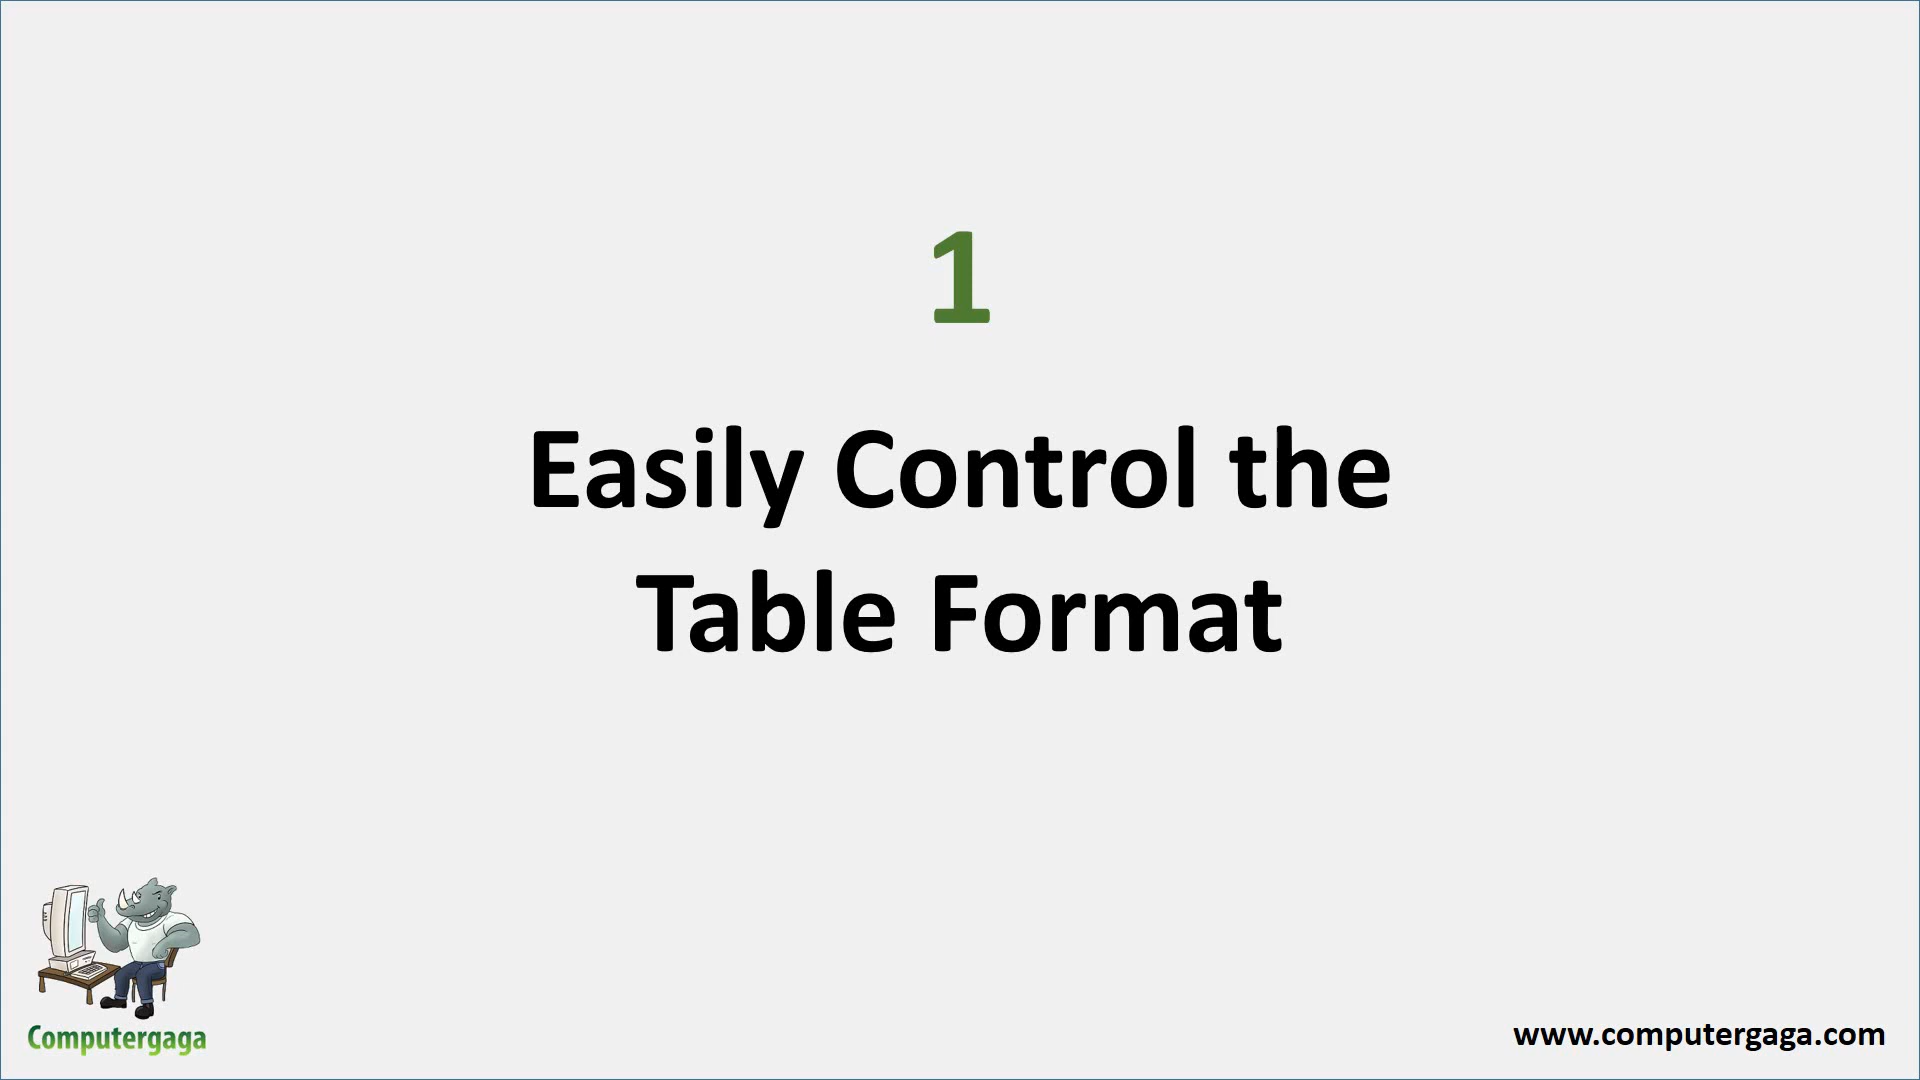 1
Easily Control the
Table Format
Computergaga
www.computergaga.com